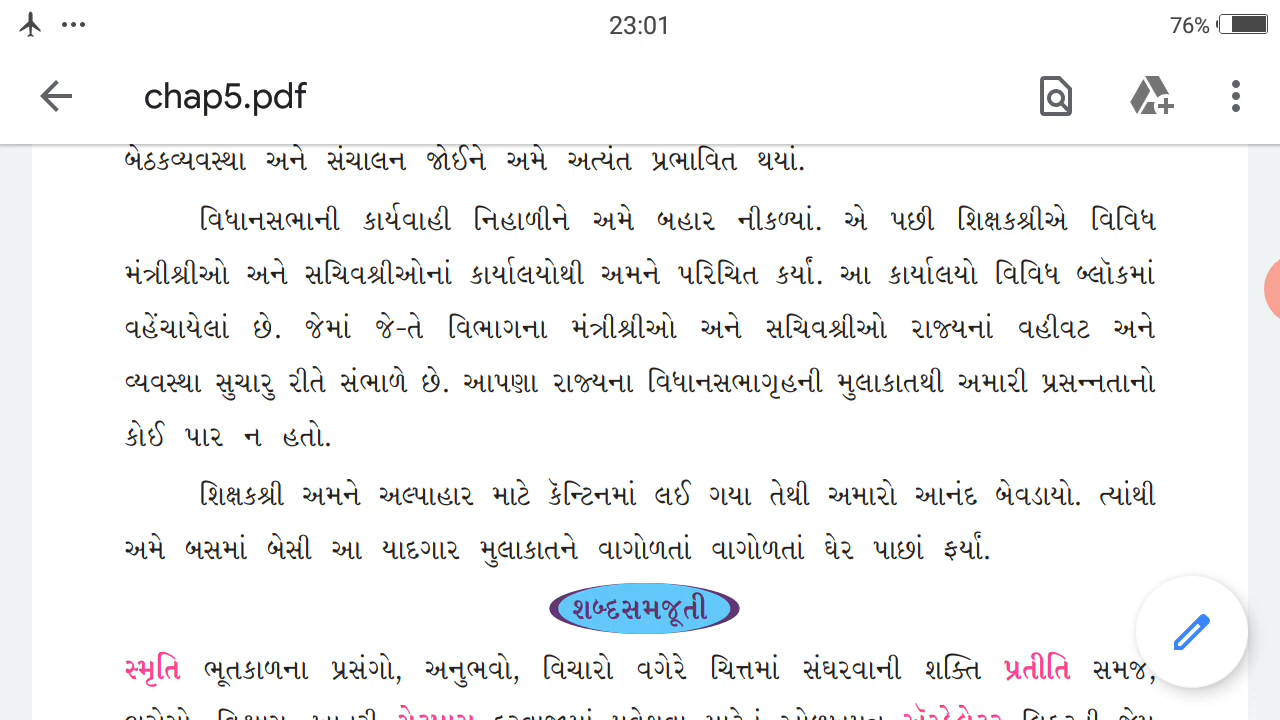 23:01
76%
chap5.pdf
બેઠકવ્યવસ્થા અને સંચાલન જોઈને અમે અત્યંત પ્રભાવિત થયાં.
વિધાનસભાની કાર્યવાહી નિહાળીને અમે બહાર નીકળ્યાં. એ પછી શિક્ષકશ્રીએ વિવિધ
મંત્રીશ્રીઓ અને સચિવશ્રીઓનાં કાર્યાલયોથી અમને પરિચિત કર્યાં. આ કાર્યાલયો વિવિધ બ્લૉકમાં
વહેંચાયેલાં છે. જેમાં જે-તે વિભાગના મંત્રીશ્રીઓ અને સચિવશ્રીઓ રાજ્યનાં વહીવટ અને
વ્યવસ્થા સુચારુ રીતે સંભાળે છે. આપણા રાજ્યના વિધાનસભાગૃહની મુલાકાતથી અમારી પ્રસન્નતાનો
કોઈ પાર ન હતો.
શિક્ષકશ્રી અમને અલ્પાહાર માટે કૅન્ટિનમાં લઈ ગયા તેથી અમારો આનંદ બેવડાયો. ત્યાંથી
અમે બસમાં બેસી આ યાદગાર મુલાકાતને વાગોળતાં વાગોળતાં ઘેર પાછાં ફર્યાં.
શબ્દસમજૂતી
સ્મૃતિ ભૂતકાળના પ્રસંગો, અનુભવો, વિચારો વગેરે ચિત્તમાં સંઘરવાની શક્તિ પ્રતીતિ સમજ,